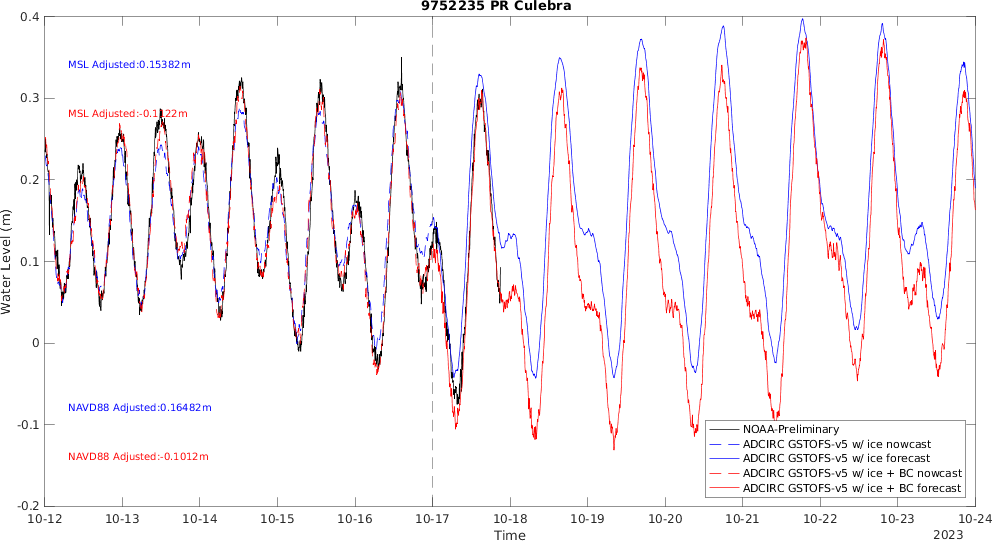 9752235 PR Culebra
0.4
0.3
0.2
0.1
0
-0.1
-0.2
Water Level (m)
MSL Adjusted:0.15382m
MSL Adjusted:-0.1122m
NAVD88 Adjusted:0.16482m
NAVD88 Adjusted:-0.1012m
NOAA-Preliminary
ADCIRC GSTOFS-v5 w/ ice nowcast
ADCIRC GSTOFS-v5 w/ ice forecast
ADCIRC GSTOFS-v5 w/ ice + BC nowcast
ADCIRC GSTOFS-v5 w/ ice + BC forecast
10-12 10-13 10-14 10-15 10-16 10-17 10-18 10-19 10-20 10-21 10-22 10-23 10-24
Time
2023